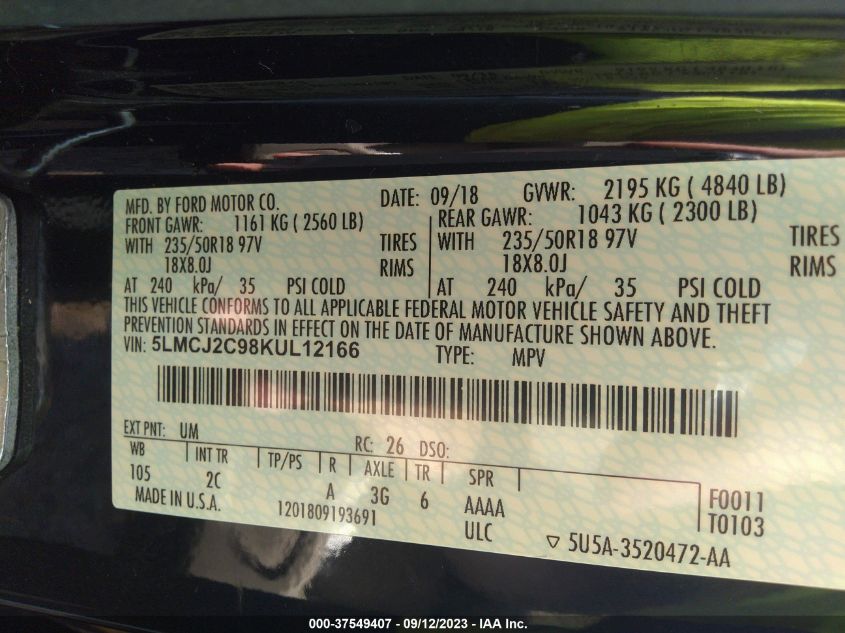 MFD. BY FORD MOTOR CO.
DATE: 09/18 GVWR: 2195 KG ( 4840 LB)
FRONT GAWR: 1161 KG ( 2560 LB)
WITH 235/50R18 97V TIRES
18X8.0J RIMS
AT 240 kPa/ 35 PSI COLD
REAR GAWR: 1043 KG ( 2300 LB)
WITH 235/50R18 97V TIRES
18X8.0J RIMS
AT 240 kPa/ 35 PSI COLD
THIS VEHICLE CONFORMS TO ALL APPLICABLE FEDERAL MOTOR VEHICLE SAFETY AND THEFT
PREVENTION STANDARDS IN EFFECT ON THE DATE OF MANUFACTURE SHOWN ABOVE.
VIN: 5LMCJ2C98KUL12166 TYPE: MPV
EXT PNT: UM RC: 26 DSO:
WB INT TR TP/PS R AXLE TR SPR
105 2C A 3G 6 AAAA F0011
MADE IN U.S.A. 1201809193691 ULC T0103
5U5A-3520472-AA
000-37549407 - 09/12/2023 - IAA Inc.